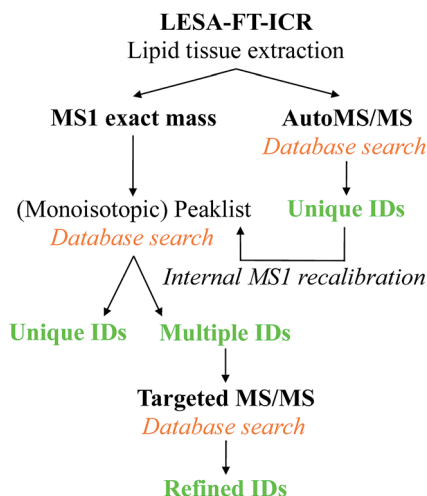 LESA-FT-ICR
Lipid tissue extraction
MS1 exact mass
AutoMS/MS
Database search
(Monoisotopic) Peaklist
Unique IDs
Database search
Internal MS1 recalibration
Unique IDs
Multiple IDs
Targeted MS/MS
Database search
Refined IDs